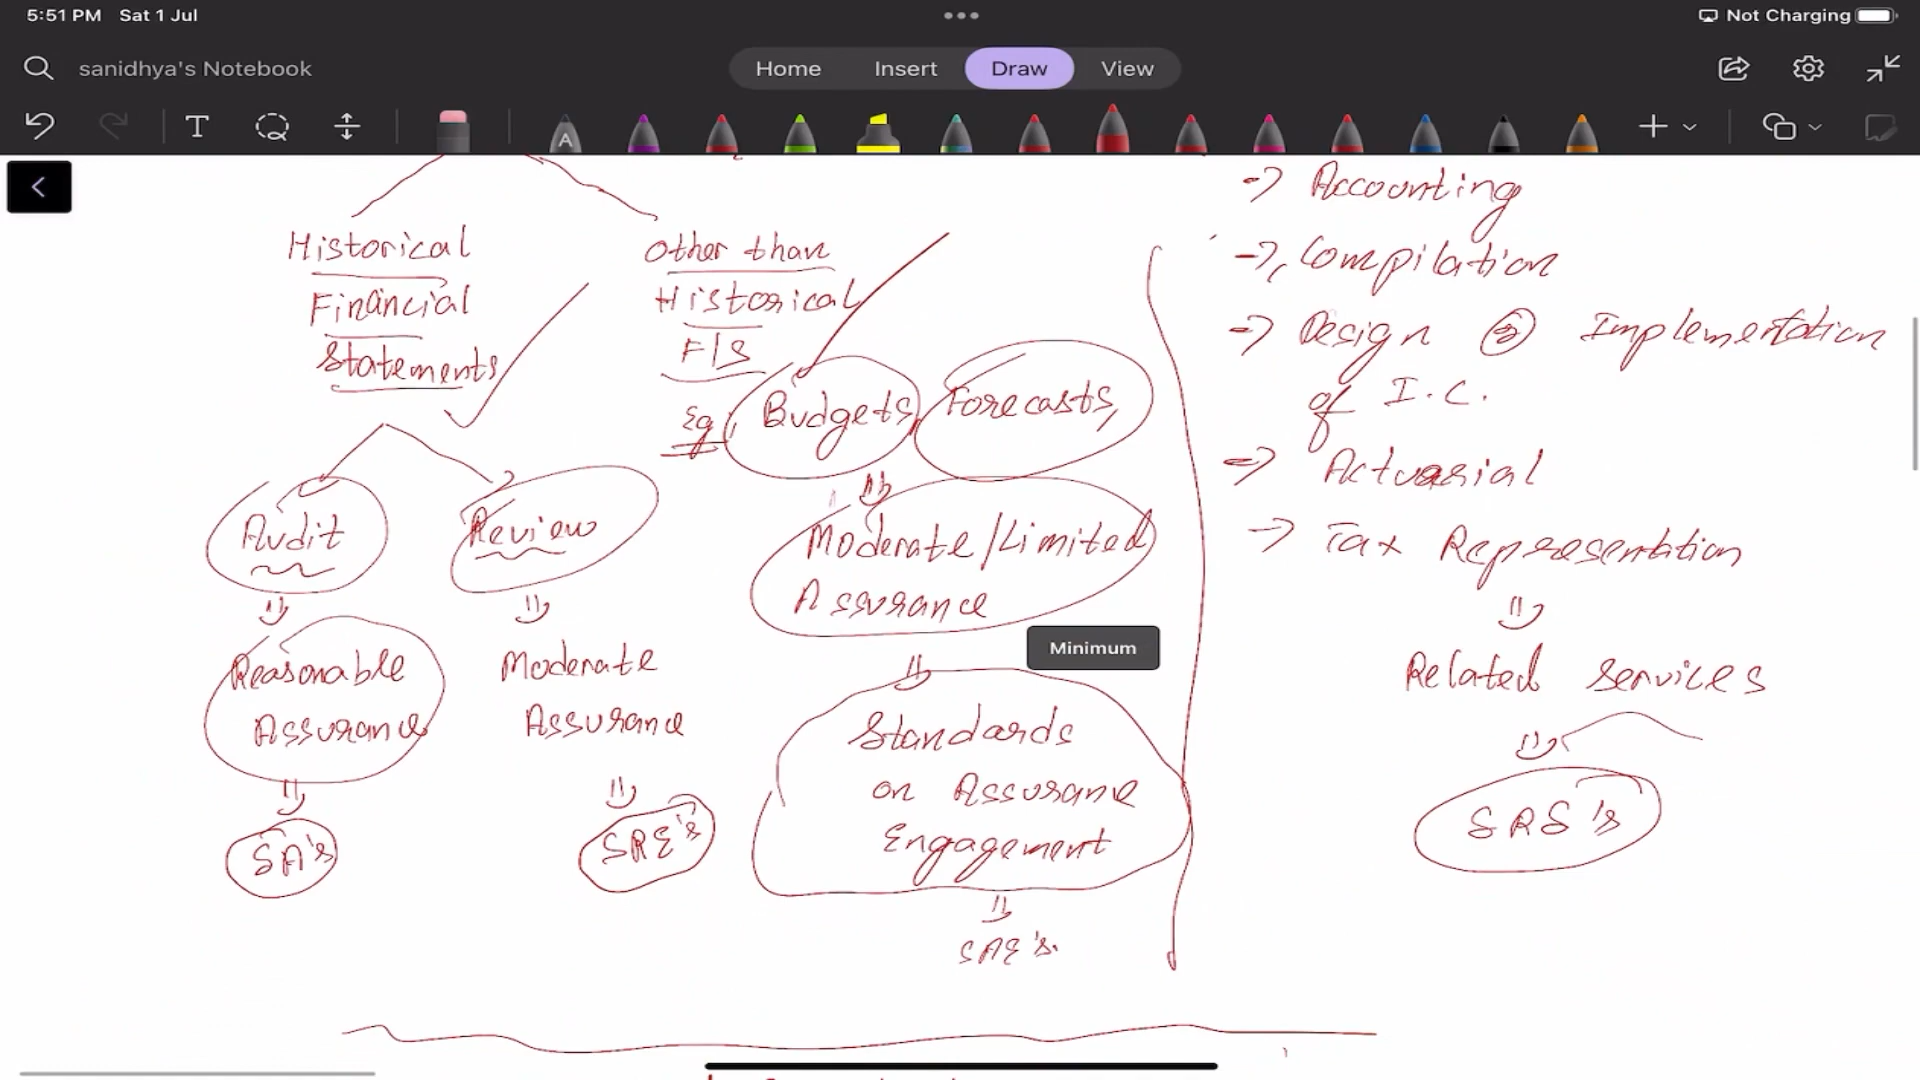 5:51 PM Sat 1 Jul
Not Charging
sanidhya's Notebook
Home
Insert
Draw
View
T
A
Historical
Financial
Statements
Other than
Historical
F/S
Eg
Budgets,
Forecasts,
Audit
Review
Moderate/Limited
Assurance
Reasonable
Assurance
Moderate
Assurance
Minimum
Standards
on Assurance
Engagement
SA's
SRE's
SAE's.
-> Accounting
-> Compilation
-> Design @ Implementation
of I.C.
-> Actuarial
-> Tax Representation
Related services
SRS's